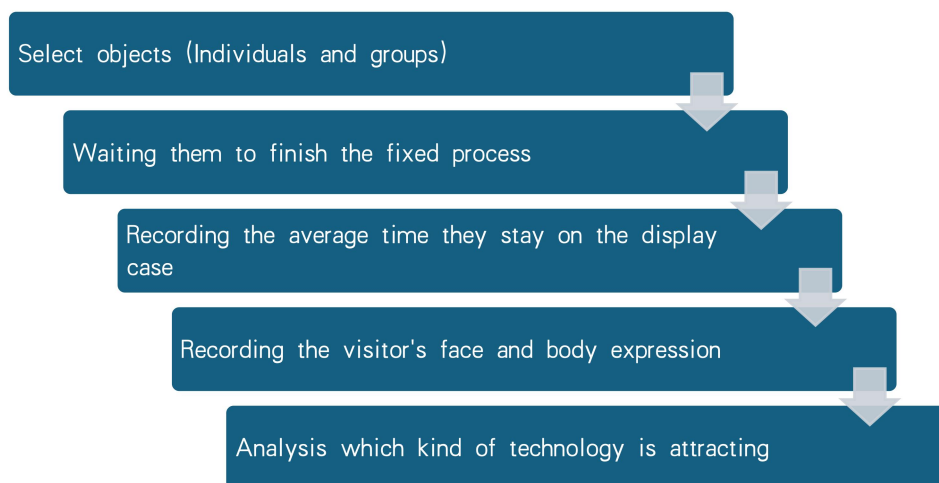 Select objects (Individuals and groups)
Waiting them to finish the fixed process
Recording the average time they stay on the display
case
Recording the visitor's face and body expression
Analysis which kind of technology is attracting